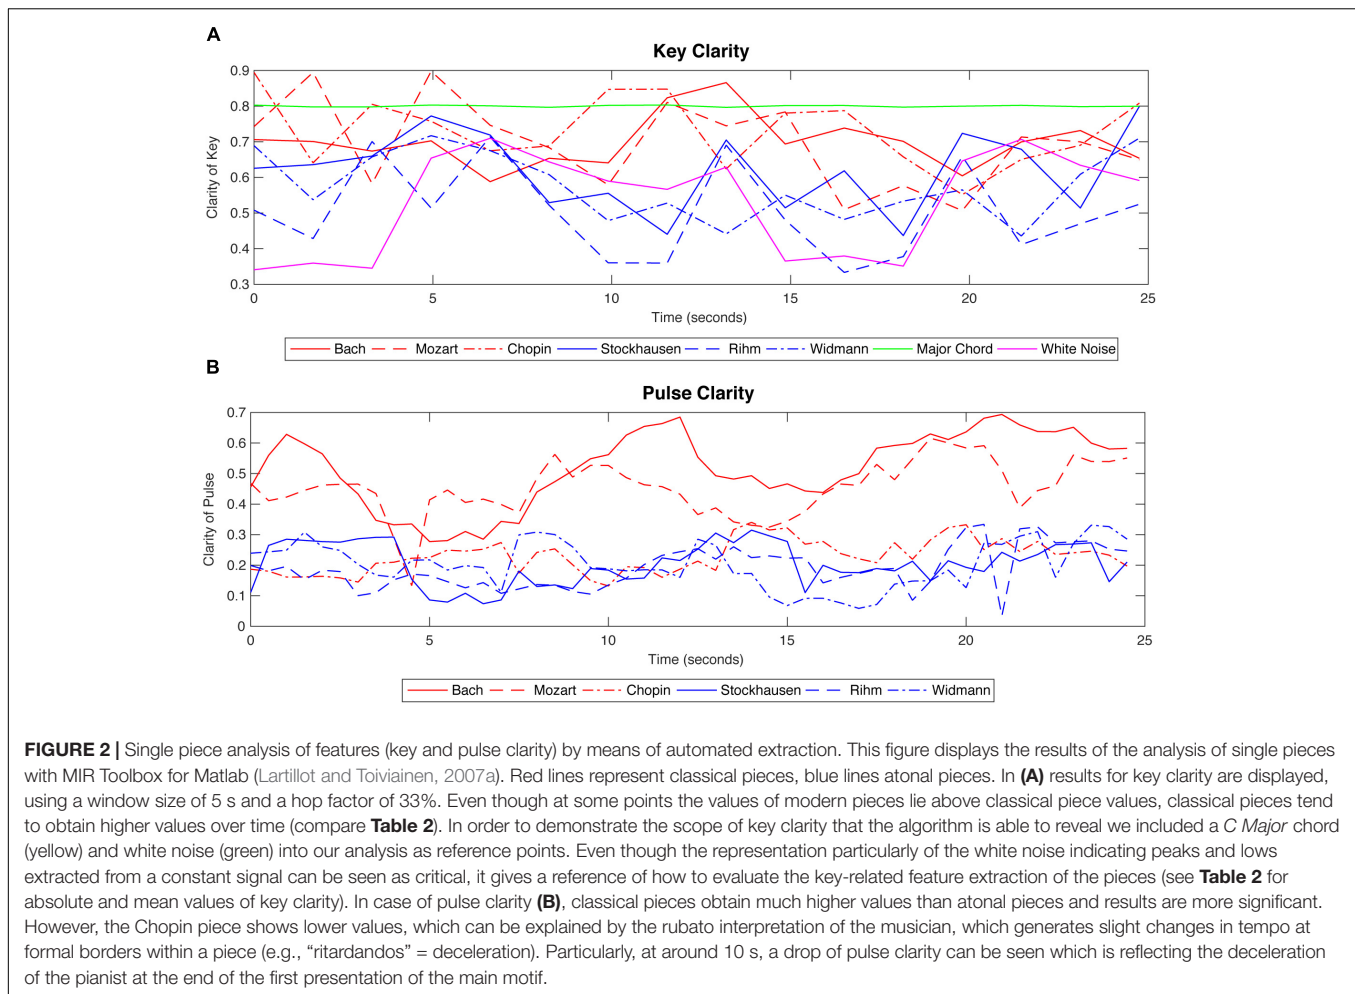 A
Key Clarity
0.9
0.8
0.7
0.6
0.5
0.4
0.3
Clarity of Key
0 5 10 15 20 25
Time (seconds)
Bach Mozart Chopin Stockhausen Rihm Widmann Major Chord White Noise
B
Pulse Clarity
0.7
0.6
0.5
0.4
0.3
0.2
0.1
0
Clarity of Pulse
0 5 10 15 20 25
Time (seconds)
Bach Mozart Chopin Stockhausen Rihm Widmann
FIGURE 2 | Single piece analysis of features (key and pulse clarity) by means of automated extraction. This figure displays the results of the analysis of single pieces
with MIR Toolbox for Matlab (Lartillot and Toiviainen, 2007a). Red lines represent classical pieces, blue lines atonal pieces. In (A) results for key clarity are displayed,
using a window size of 5 s and a hop factor of 33%. Even though at some points the values of modern pieces lie above classical piece values, classical pieces tend
to obtain higher values over time (compare Table 2). In order to demonstrate the scope of key clarity that the algorithm is able to reveal we included a C Major chord
(yellow) and white noise (green) into our analysis as reference points. Even though the representation particularly of the white noise indicating peaks and lows
extracted from a constant signal can be seen as critical, it gives a reference of how to evaluate the key-related feature extraction of the pieces (see Table 2 for
absolute and mean values of key clarity). In case of pulse clarity (B), classical pieces obtain much higher values than atonal pieces and results are more significant.
However, the Chopin piece shows lower values, which can be explained by the rubato interpretation of the musician, which generates slight changes in tempo at
formal borders within a piece (e.g., “ritardandos” = deceleration). Particularly, at around 10 s, a drop of pulse clarity can be seen which is reflecting the deceleration
of the pianist at the end of the first presentation of the main motif.